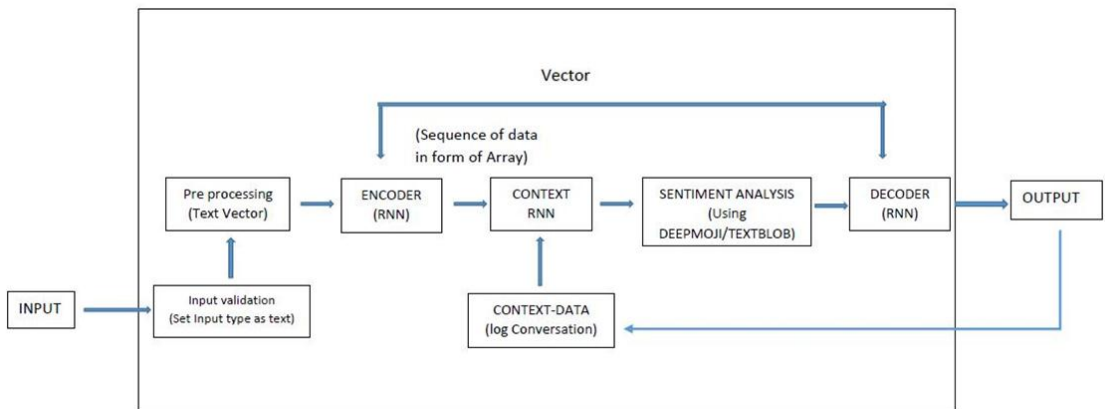 Vector
(Sequence of data
in form of Array)
Pre processing
(Text Vector)
ENCODER
(RNN)
CONTEXT
RNN
SENTIMENT ANALYSIS
(Using
DEEPMOJI/TEXTBLOB)
DECODER
(RNN)
OUTPUT
INPUT
Input validation
(Set Input type as text)
CONTEXT-DATA
(log Conversation)